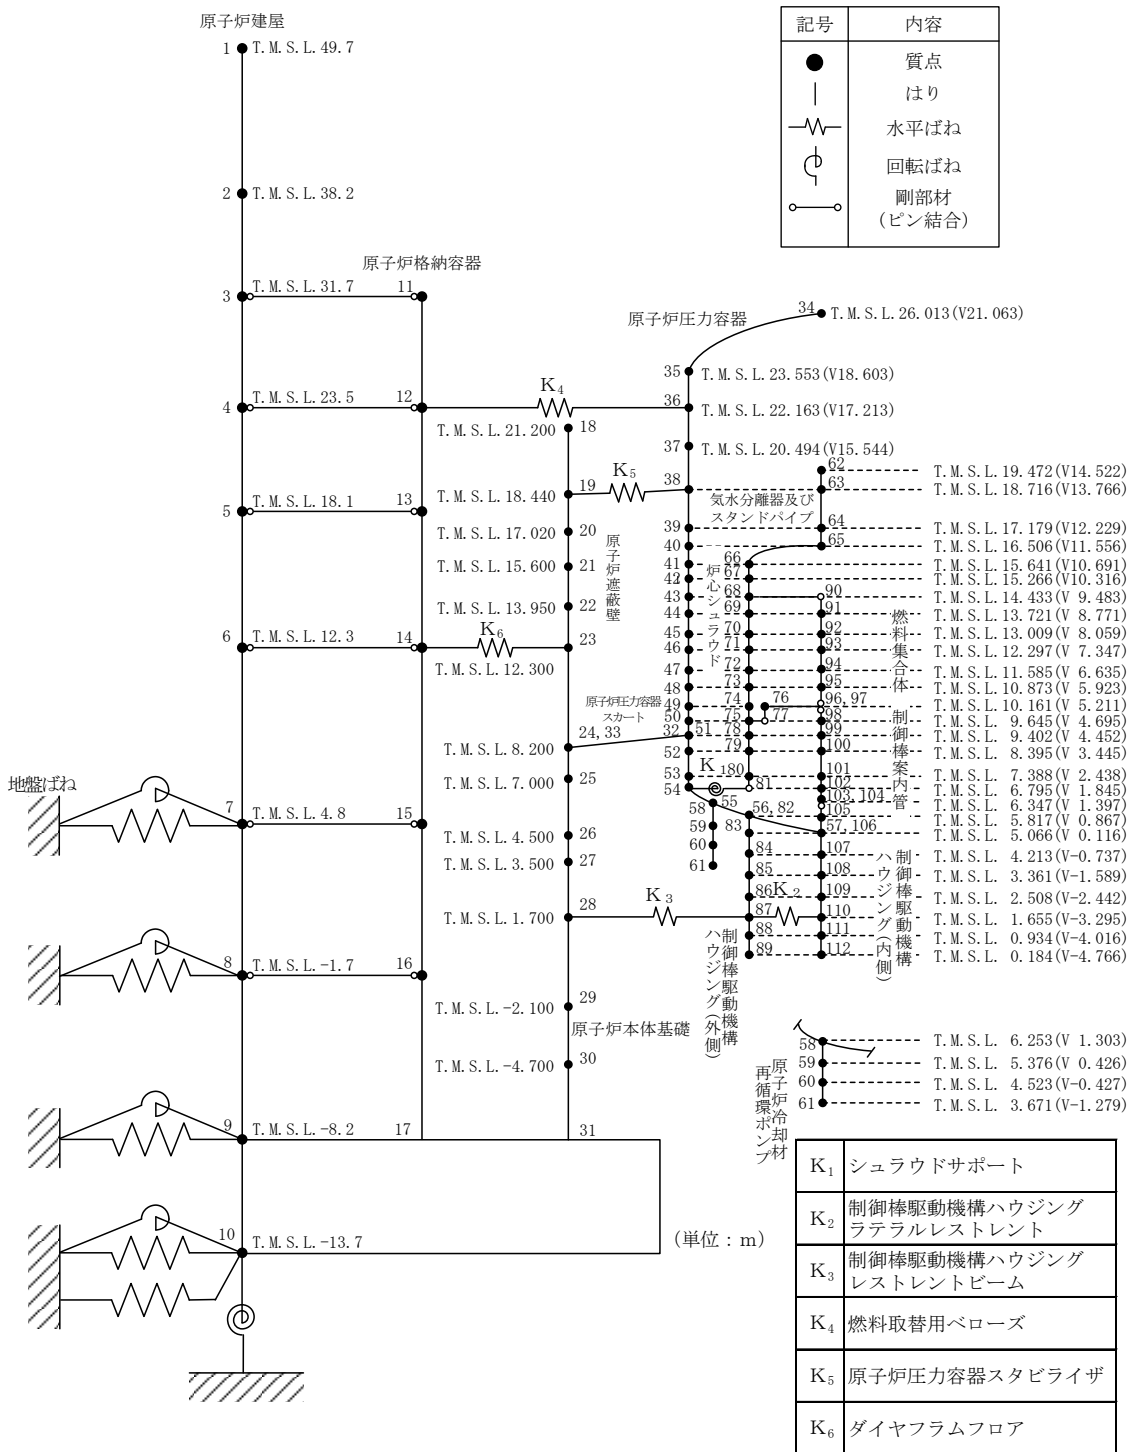 原子炉建屋
1 T.M.S.L.49.7
2 T.M.S.L.38.2
3 T.M.S.L.31.7
4 T.M.S.L.23.5
5 T.M.S.L.18.1
6 T.M.S.L.12.3
地盤ばね
7 T.M.S.L.4.8
8 T.M.S.L.-1.7
9 T.M.S.L.-8.2
10 T.M.S.L.-13.7
原子炉格納容器
11
12
13
14
15
16
17
K4
K5
K6
T.M.S.L.21.200 18
T.M.S.L.18.440 19
T.M.S.L.17.020 20
T.M.S.L.15.600 21
T.M.S.L.13.950 22
T.M.S.L.12.300 23
原子炉遮蔽壁
原子炉圧力容器
スカート
T.M.S.L.8.200 24,33
T.M.S.L.7.000 25
T.M.S.L.4.500 26
T.M.S.L.3.500 27
T.M.S.L.1.700 28
T.M.S.L.-2.100 29
原子炉本体基礎
T.M.S.L.-4.700 30
31
(単位：m)
原子炉圧力容器
34 T.M.S.L.26.013(V21.063)
35 T.M.S.L.23.553(V18.603)
36 T.M.S.L.22.163(V17.213)
37 T.M.S.L.20.494(V15.544)
38
39
40
41
42
43
44
45
46
47
48
49
50
32 51
52
53
54
55
58
59
60
61
気水分離器及び
スタンドパイプ
62
63
64
65
炉心シュラウド
66
67
68
69
70
71
72
73
74
75
76
77
78
79
K 180
81
56,82
83
84
85
86
87
88
89
K3
K2
燃料集合体
90
91
92
93
94
95
96,97
98
99
100
101
102
103,104
105
57,106
107
108
109
110
111
112
制御棒案内管
制御棒駆動機構
ハウジング(内側)
制御棒駆動機構
ハウジング(外側)
T.M.S.L.19.472(V14.522)
T.M.S.L.18.716(V13.766)
T.M.S.L.17.179(V12.229)
T.M.S.L.16.506(V11.556)
T.M.S.L.15.641(V10.691)
T.M.S.L.15.266(V10.316)
T.M.S.L.14.433(V 9.483)
T.M.S.L.13.721(V 8.771)
T.M.S.L.13.009(V 8.059)
T.M.S.L.12.297(V 7.347)
T.M.S.L.11.585(V 6.635)
T.M.S.L.10.873(V 5.923)
T.M.S.L.10.161(V 5.211)
T.M.S.L. 9.645(V 4.695)
T.M.S.L. 9.402(V 4.452)
T.M.S.L. 8.395(V 3.445)
T.M.S.L. 7.388(V 2.438)
T.M.S.L. 6.795(V 1.845)
T.M.S.L. 6.347(V 1.397)
T.M.S.L. 5.817(V 0.867)
T.M.S.L. 5.066(V 0.116)
T.M.S.L. 4.213(V-0.737)
T.M.S.L. 3.361(V-1.589)
T.M.S.L. 2.508(V-2.442)
T.M.S.L. 1.655(V-3.295)
T.M.S.L. 0.934(V-4.016)
T.M.S.L. 0.184(V-4.766)
原子炉冷却材
再循環ポンプ
58 T.M.S.L. 6.253(V 1.303)
59 T.M.S.L. 5.376(V 0.426)
60 T.M.S.L. 4.523(V-0.427)
61 T.M.S.L. 3.671(V-1.279)
記号 内容
質点
はり
水平ばね
回転ばね
剛部材
(ピン結合)
K1 シュラウドサポート
K2 制御棒駆動機構ハウジング
ラテラルレストレント
K3 制御棒駆動機構ハウジング
レストレントビーム
K4 燃料取替用ベローズ
K5 原子炉圧力容器スタビライザ
K6 ダイヤフラムフロア